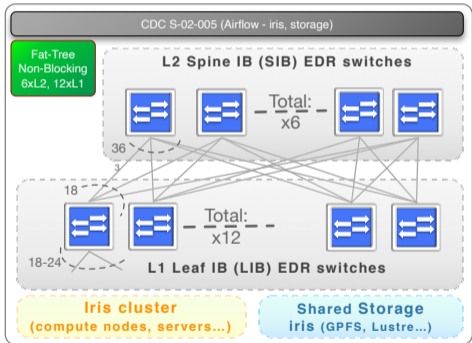 CDC S-02-005 (Airflow - iris, storage)
Fat-Tree
Non-Blocking
6xL2, 12xL1
L2 Spine IB (SIB) EDR switches
Total:
x6
36
3
18
Total:
x12
18-24
L1 Leaf IB (LIB) EDR switches
Iris cluster
(compute nodes, servers...)
Shared Storage
iris (GPFS, Lustre...)